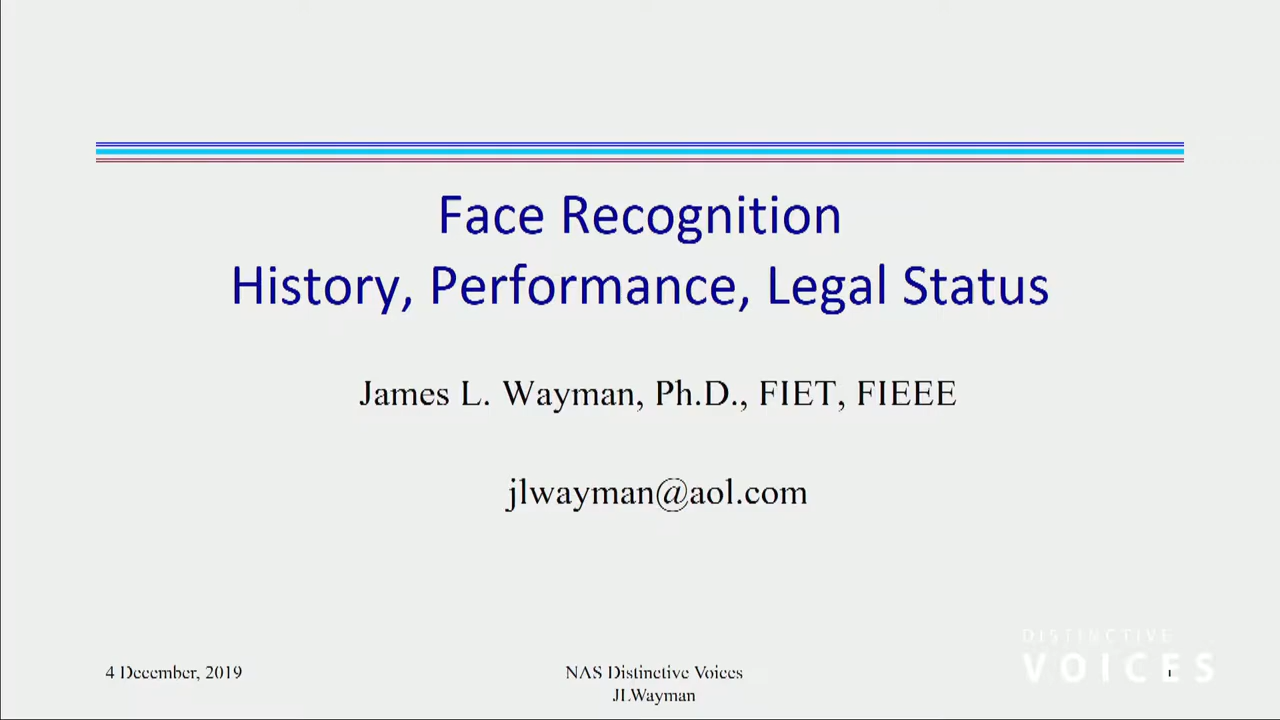 Face Recognition
History, Performance, Legal Status
James L. Wayman, Ph.D., FIET, FIEEE
jlwayman@aol.com
4 December, 2019
NAS Distinctive Voices
JLWayman
1
DISTINCTIVE
VOICES